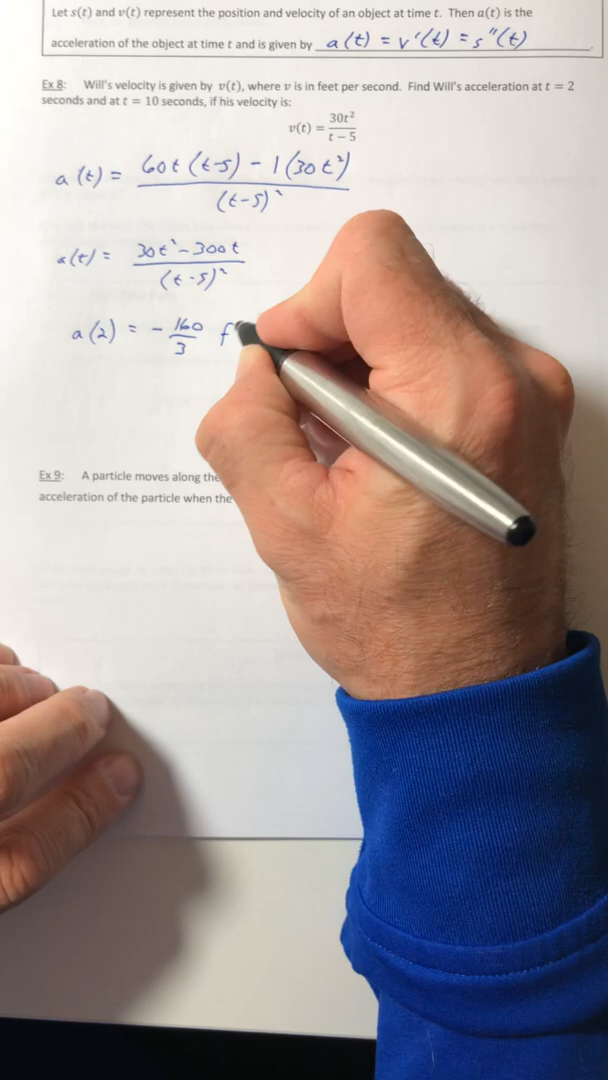 Let s(t) and v(t) represent the position and velocity of an object at time t. Then a(t) is the
acceleration of the object at time t and is given by a(t) = v'(t) = s''(t).
Ex 8: Will's velocity is given by v(t), where v is in feet per second. Find Will's acceleration at t = 2
seconds and at t = 10 seconds, if his velocity is:
v(t) = 30t² / t − 5
a(t) = 60t(t-5) - 1(30t²) / (t-5)²
a(t) = 30t² - 300t / (t-5)²
a(2) = - 160/3 f
Ex 9: A particle moves along the
acceleration of the particle when the